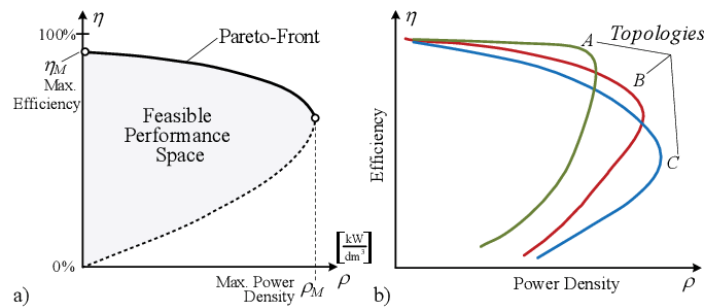 η
100%
Pareto-Front
η_M
Max.
Efficiency
Feasible
Performance
Space
0%
[kW/dm³]
Max. Power
Density
ρ_M
ρ
a)
A
Topologies
B
C
Efficiency
Power Density
ρ
b)